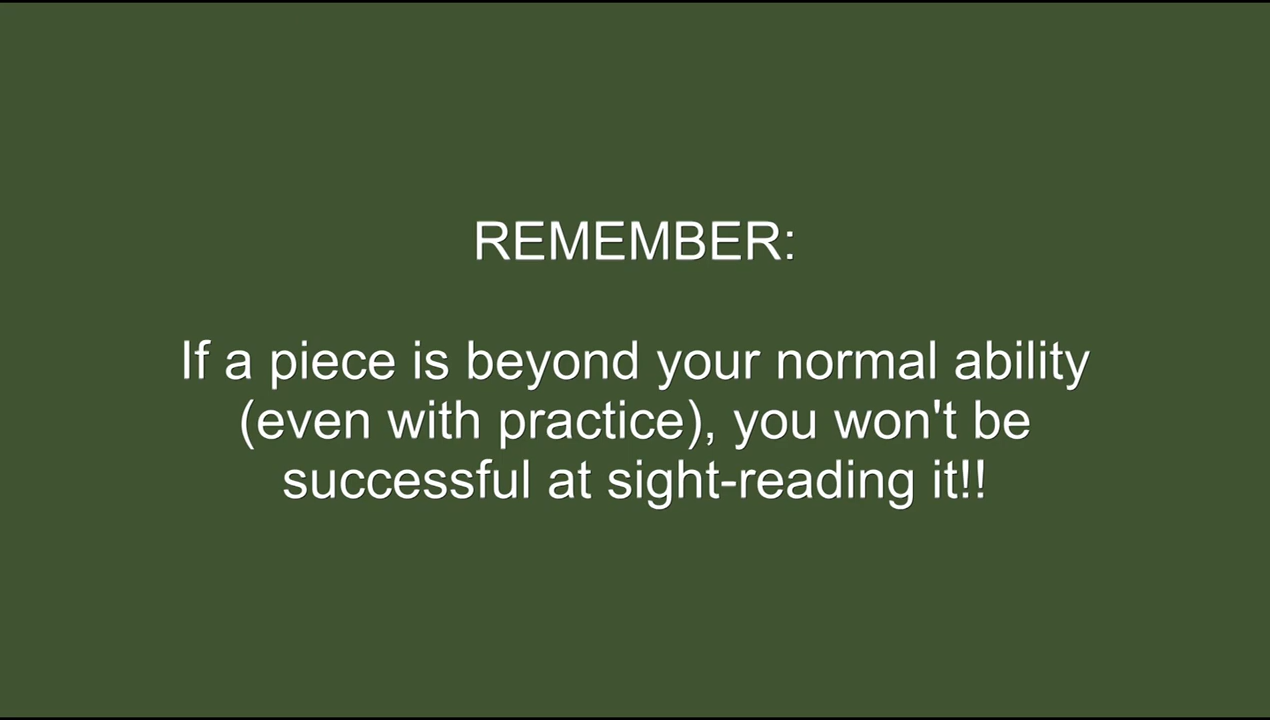 REMEMBER:
If a piece is beyond your normal ability
(even with practice), you won't be
successful at sight-reading it!!